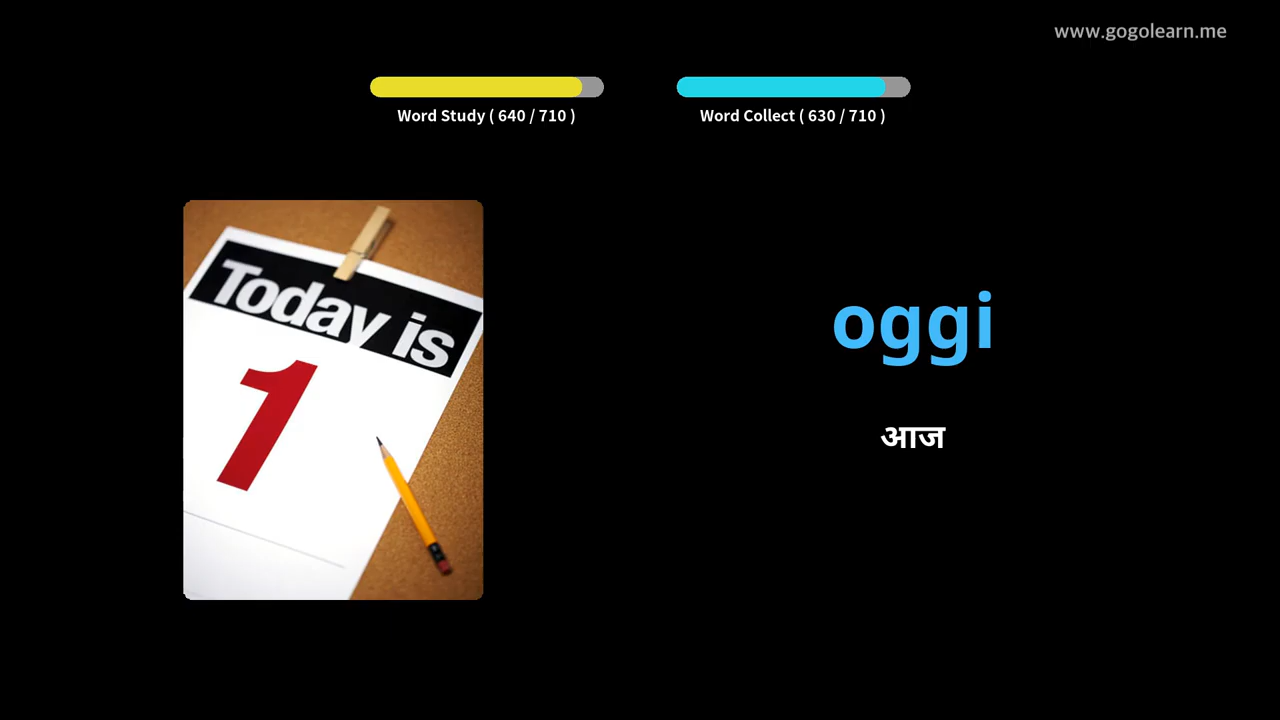 www.gogolearn.me
Word Study ( 640 / 710 )
Word Collect ( 630 / 710 )
Today is
1
oggi
आज